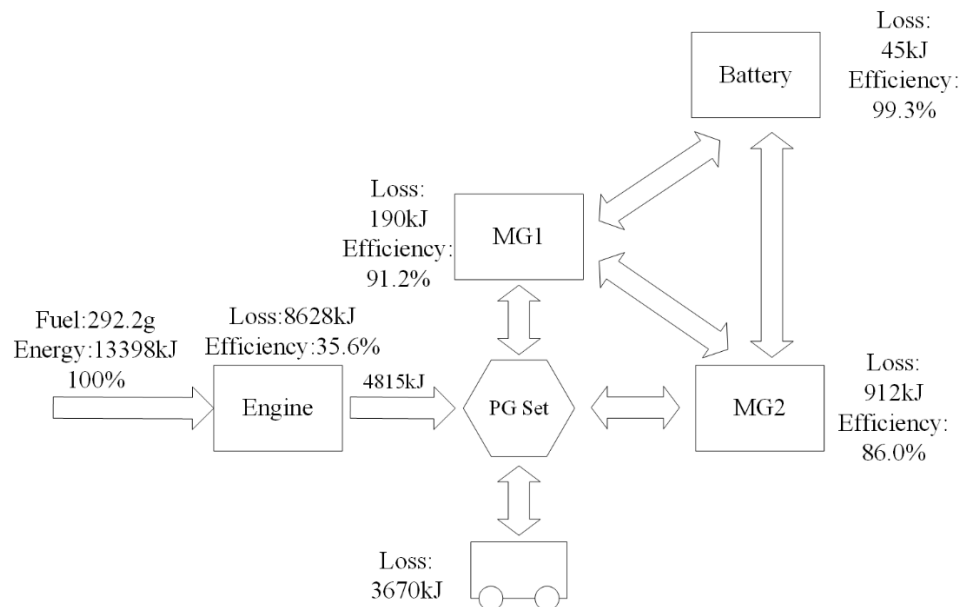 Loss:
45kJ
Efficiency:
99.3%
Battery
Loss:
190kJ
Efficiency:
91.2%
MG1
Fuel:292.2g
Energy:13398kJ
100%
Loss:8628kJ
Efficiency:35.6%
Engine
4815kJ
PG Set
MG2
Loss:
912kJ
Efficiency:
86.0%
Loss:
3670kJ